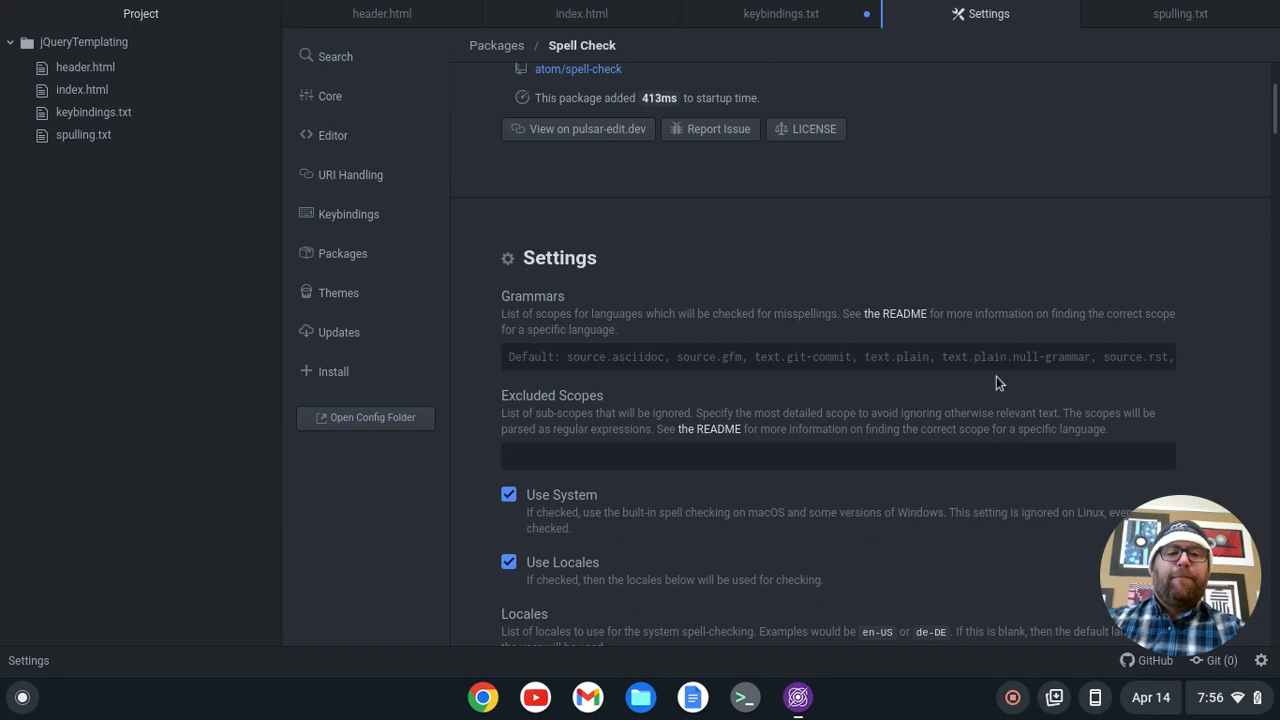 Project
header.html
index.html
keybindings.txt
Settings
spulling.txt
jQueryTemplating
header.html
index.html
keybindings.txt
spulling.txt
Search
Core
Editor
URI Handling
Keybindings
Packages
Themes
Updates
Install
Open Config Folder
Packages / Spell Check
atom/spell-check
This package added 413ms to startup time.
View on pulsar-edit.dev
Report Issue
LICENSE
Settings
Grammars
List of scopes for languages which will be checked for misspellings. See the README for more information on finding the correct scope
for a specific language.
Default: source.asciidoc, source.gfm, text.git-commit, text.plain, text.plain.null-grammar, source.rst,
Excluded Scopes
List of sub-scopes that will be ignored. Specify the most detailed scope to avoid ignoring otherwise relevant text. The scopes will be
parsed as regular expressions. See the README for more information on finding the correct scope for a specific language.
Use System
If checked, use the built-in spell checking on macOS and some versions of Windows. This setting is ignored on Linux,
checked.
Use Locales
If checked, then the locales below will be used for checking.
Locales
List of locales to use for the system spell-checking. Examples would be en-US or de-DE. If this is blank, then the default
Settings
GitHub
Git (0)
Apr 14
7:56